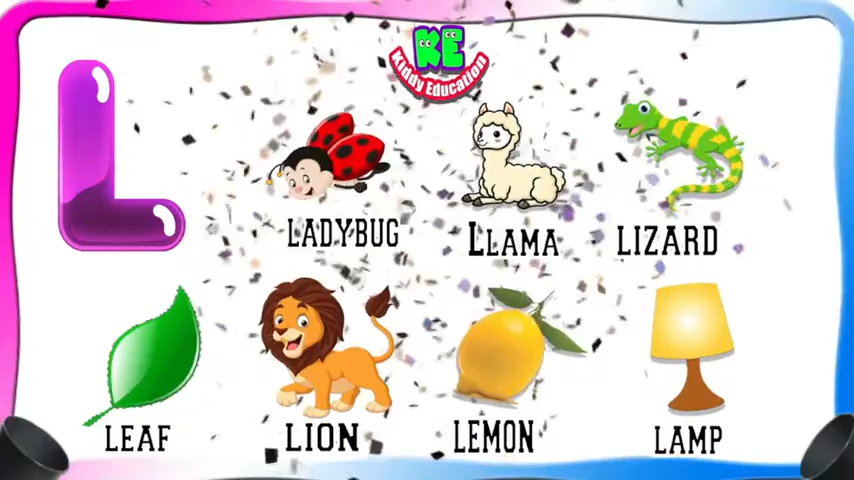 KE
Kiddy Education
L
LADYBUG
LLAMA
LIZARD
LEAF
LION
LEMON
LAMP